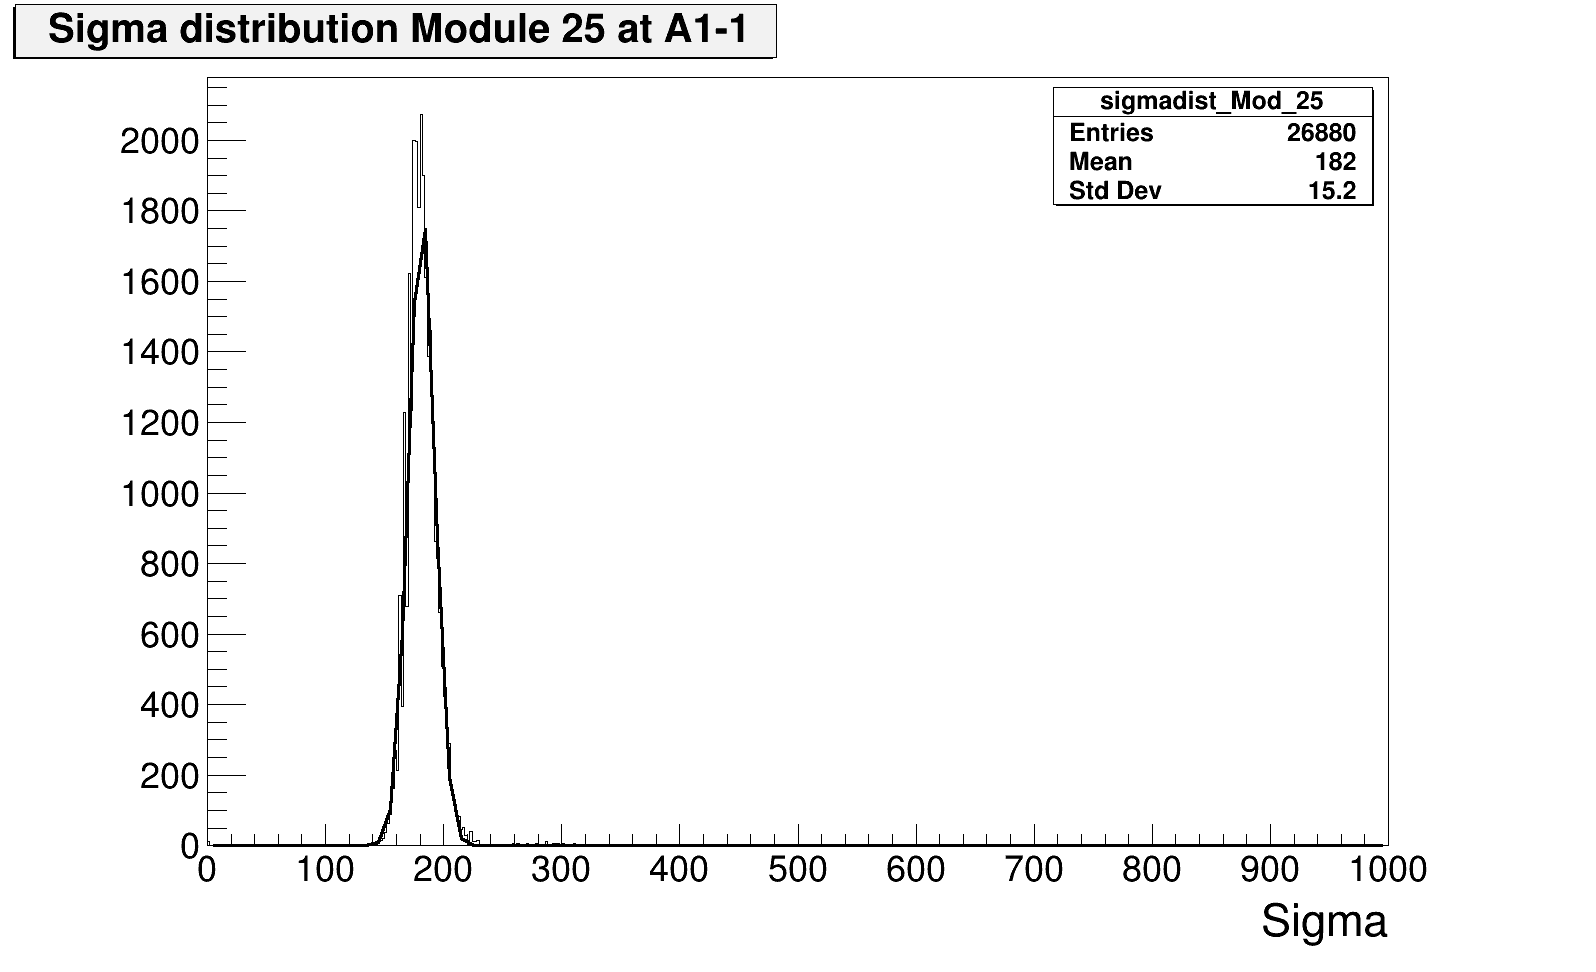 Sigma distribution Module 25 at A1-1
sigmadist_Mod_25
Entries 26880
Mean 182
Std Dev 15.2
2000
1800
1600
1400
1200
1000
800
600
400
200
0
0 100 200 300 400 500 600 700 800 900 1000
Sigma